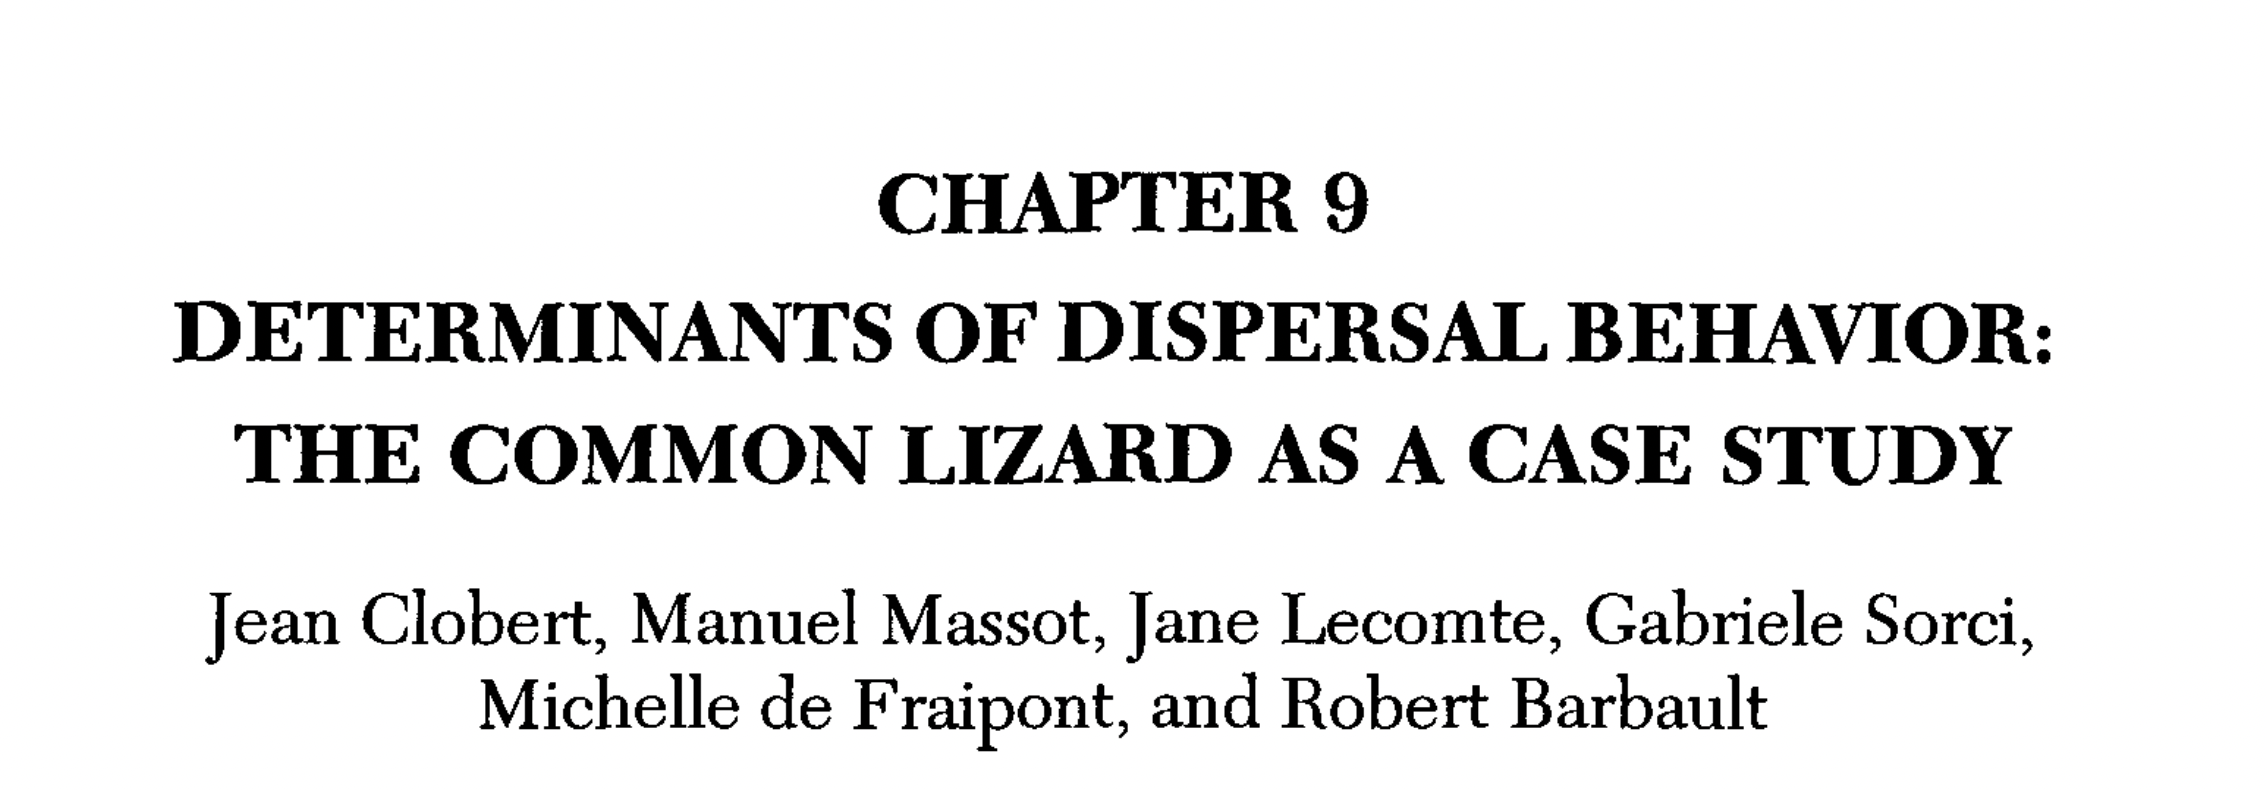 CHAPTER 9
DETERMINANTS OF DISPERSAL BEHAVIOR:
THE COMMON LIZARD AS A CASE STUDY
Jean Clobert, Manuel Massot, Jane Lecomte, Gabriele Sorci,
Michelle de Fraipont, and Robert Barbault